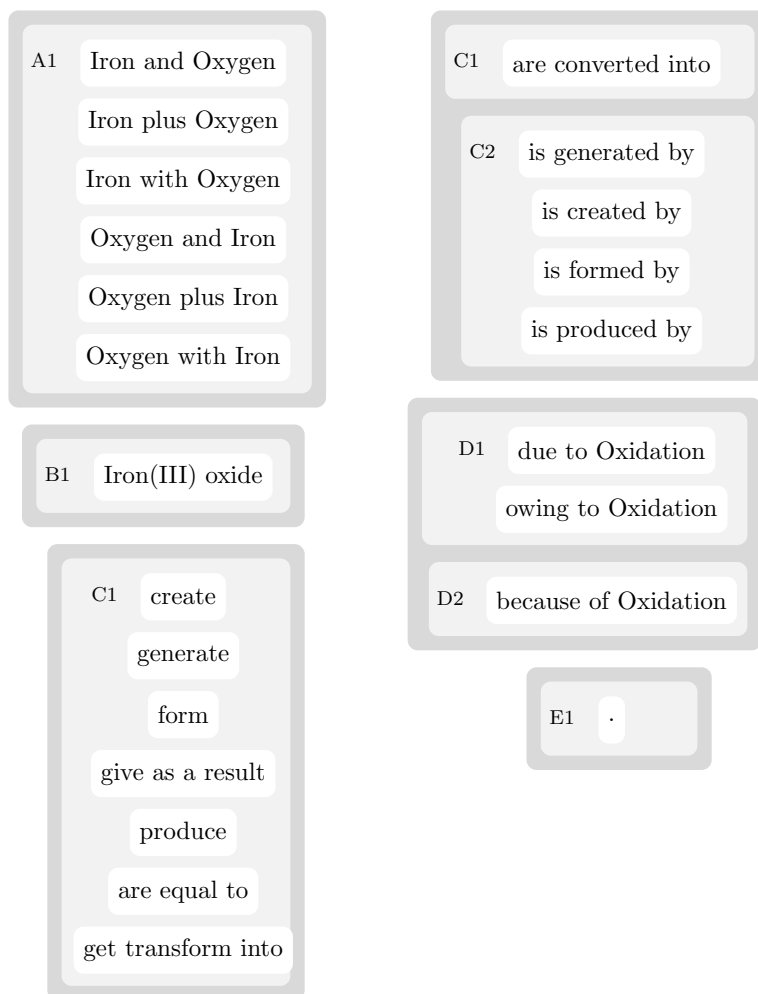 A1 Iron and Oxygen
Iron plus Oxygen
Iron with Oxygen
Oxygen and Iron
Oxygen plus Iron
Oxygen with Iron
B1 Iron(III) oxide
C1 create
generate
form
give as a result
produce
are equal to
get transform into
C1 are converted into
C2 is generated by
is created by
is formed by
is produced by
D1 due to Oxidation
owing to Oxidation
D2 because of Oxidation
E1 .